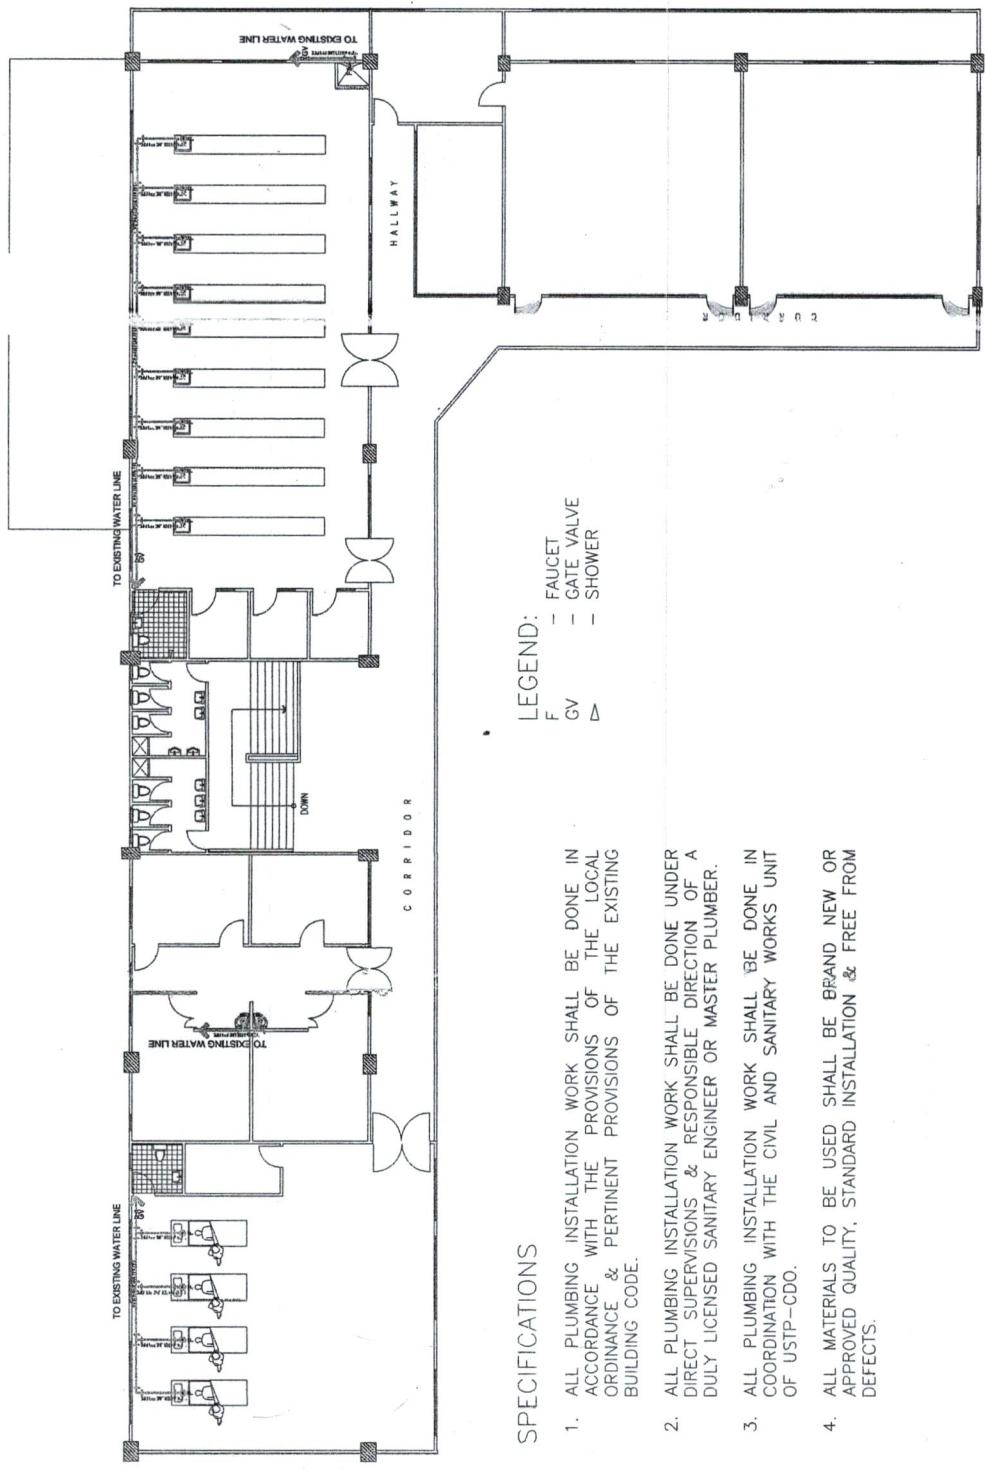 TO EXISTING WATER LINE
GV
F
HALLWAY
CORRIDOR
TO EXISTING WATER LINE
GV
DOWN
CORRIDOR
TO EXISTING WATER LINE
TO EXISTING WATER LINE
GV
LEGEND:
F – FAUCET
GV – GATE VALVE
▷ – SHOWER
SPECIFICATIONS
1. ALL PLUMBING INSTALLATION WORK SHALL BE DONE IN
ACCORDANCE WITH THE PROVISIONS OF THE LOCAL
ORDINANCE & PERTINENT PROVISIONS OF THE EXISTING
BUILDING CODE.
2. ALL PLUMBING INSTALLATION WORK SHALL BE DONE UNDER
DIRECT SUPERVISIONS & RESPONSIBLE DIRECTION OF A
DULY LICENSED SANITARY ENGINEER OR MASTER PLUMBER.
3. ALL PLUMBING INSTALLATION WORK SHALL BE DONE IN
COORDINATION WITH THE CIVIL AND SANITARY WORKS UNIT
OF USTP-CDO.
4. ALL MATERIALS TO BE USED SHALL BE BRAND NEW OR
APPROVED QUALITY, STANDARD INSTALLATION & FREE FROM
DEFECTS.